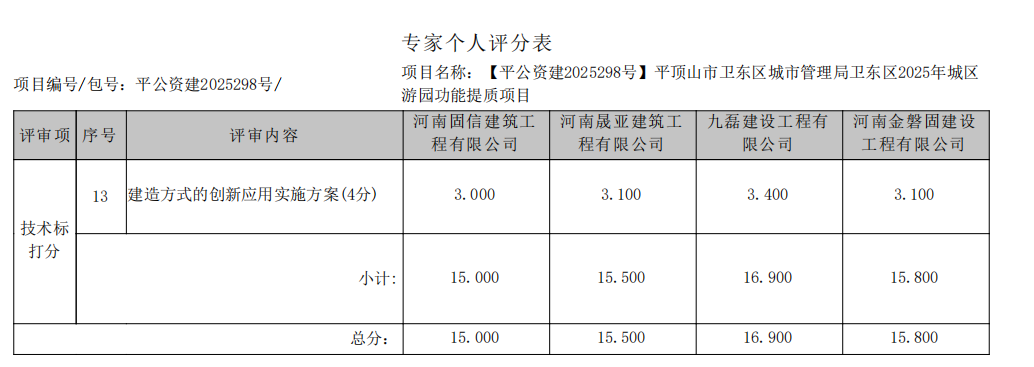 专家个人评分表
项目编号/包号: 平公资建2025298号/
项目名称: 【平公资建2025298号】平顶山市卫东区城市管理局卫东区2025年城区
游园功能提质项目
评审项 序号 评审内容 河南固信建筑工程有限公司 河南晟亚建筑工程有限公司 九磊建设工程有限公司 河南金磐固建设工程有限公司
技术标打分 13 建造方式的创新应用实施方案(4分) 3.000 3.100 3.400 3.100
小计: 15.000 15.500 16.900 15.800
总分: 15.000 15.500 16.900 15.800